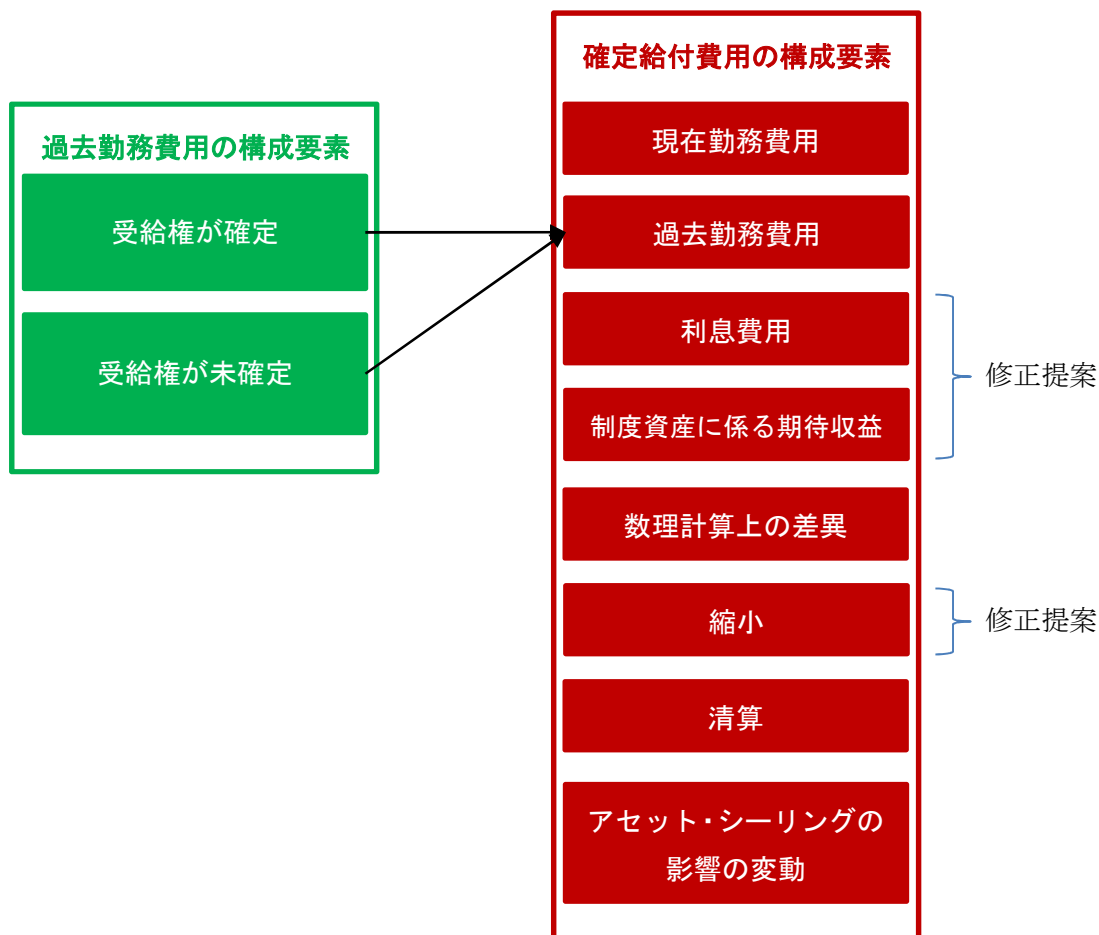 過去勤務費用の構成要素
受給権が確定
受給権が未確定
確定給付費用の構成要素
現在勤務費用
過去勤務費用
利息費用
制度資産に係る期待収益
修正提案
数理計算上の差異
縮小
修正提案
清算
アセット・シーリングの
影響の変動